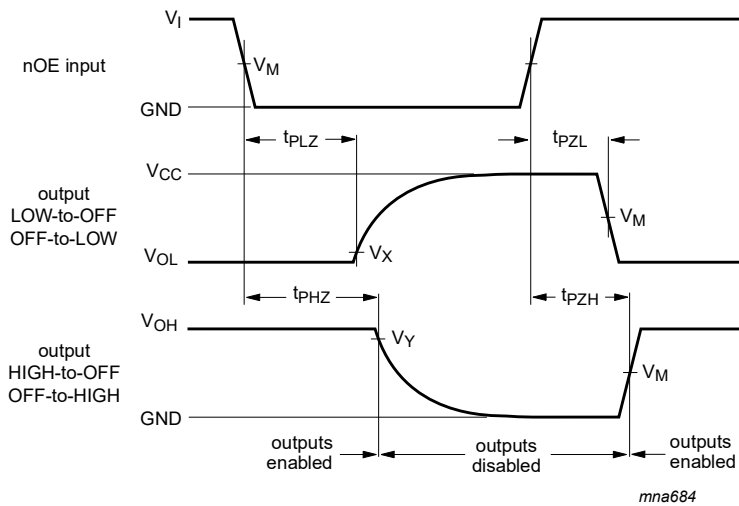 VI
nOE input
VM
GND
tPLZ
tPZL
VCC
output
LOW-to-OFF
OFF-to-LOW
VM
VOL
VX
tPHZ
tPZH
VOH
VY
output
HIGH-to-OFF
OFF-to-HIGH
VM
GND
outputs
enabled
outputs
disabled
outputs
enabled
mna684